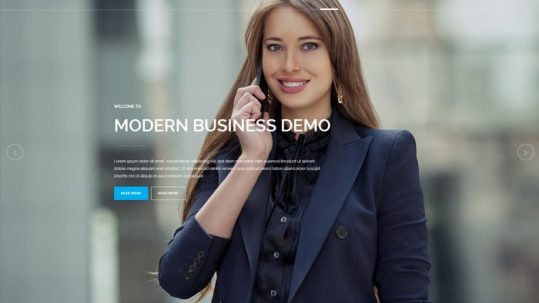 WELCOME TO
MODERN BUSINESS DEMO
Lorem ipsum dolor sit amet, consectetuer adipiscing elit, sed diam nonummy nibh euismod tincidunt ut laoreet
dolore magna aliquam erat volutpat. Ut wisi enim ad minim veniam, quis nostrud exerci tation ullamcorper suscipit
lobortis nisl ut aliquip ex ea commodo consequat.
READ MORE
READ MORE